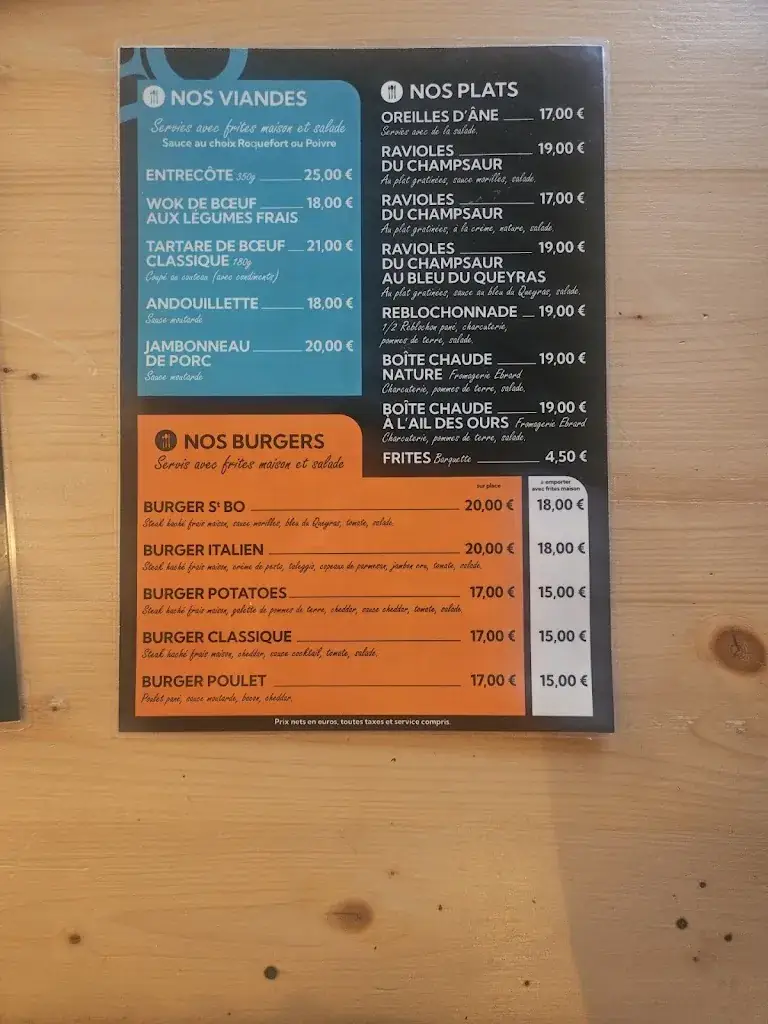 NOS VIANDES
Servies avec frites maison et salade
Sauce au choix Roquefort ou Poivre
ENTRECÔTE 350g 25,00 €
WOK DE BŒUF 18,00 €
AUX LÉGUMES FRAIS
TARTARE DE BŒUF 21,00 €
CLASSIQUE 180g
Coupé au couteau (avec condiments)
ANDOUILLETTE 18,00 €
Sauce moutarde
JAMBONNEAU 20,00 €
DE PORC
Sauce moutarde
NOS PLATS
OREILLES D'ÂNE 17,00 €
Servies avec de la salade.
RAVIOLES 19,00 €
DU CHAMPSAUR
Au plat gratinées, sauce morilles, salade.
RAVIOLES 17,00 €
DU CHAMPSAUR
Au plat gratinées, à la crème, nature, salade.
RAVIOLES 19,00 €
DU CHAMPSAUR
AU BLEU DU QUEYRAS
Au plat gratinées, sauce au bleu du Queyras, salade.
REBLOCHONNADE 19,00 €
1/2 Reblochon pané, charcuterie,
pommes de terre, salade.
BOÎTE CHAUDE 19,00 €
NATURE Fromagerie Ebrard
Charcuterie, pommes de terre, salade.
BOÎTE CHAUDE 19,00 €
À L'AIL DES OURS Fromagerie Ebrard
Charcuterie, pommes de terre, salade.
FRITES Barquette 4,50 €
NOS BURGERS
Servis avec frites maison et salade
sur place
à emporter
avec frites maison
BURGER St BO 20,00 € 18,00 €
Steak haché frais maison, sauce morilles, bleu du Queyras, tomate, salade.
BURGER ITALIEN 20,00 € 18,00 €
Steak haché frais maison, crème de pesto, taleggio, copeaux de parmesan, jambon cru, tomate, salade.
BURGER POTATOES 17,00 € 15,00 €
Steak haché frais maison, galette de pommes de terre, cheddar, sauce cheddar, tomate, salade.
BURGER CLASSIQUE 17,00 € 15,00 €
Steak haché frais maison, cheddar, sauce cocktail, tomate, salade.
BURGER POULET 17,00 € 15,00 €
Poulet pané, sauce moutarde, bacon, cheddar.
Prix nets en euros, toutes taxes et service compris.